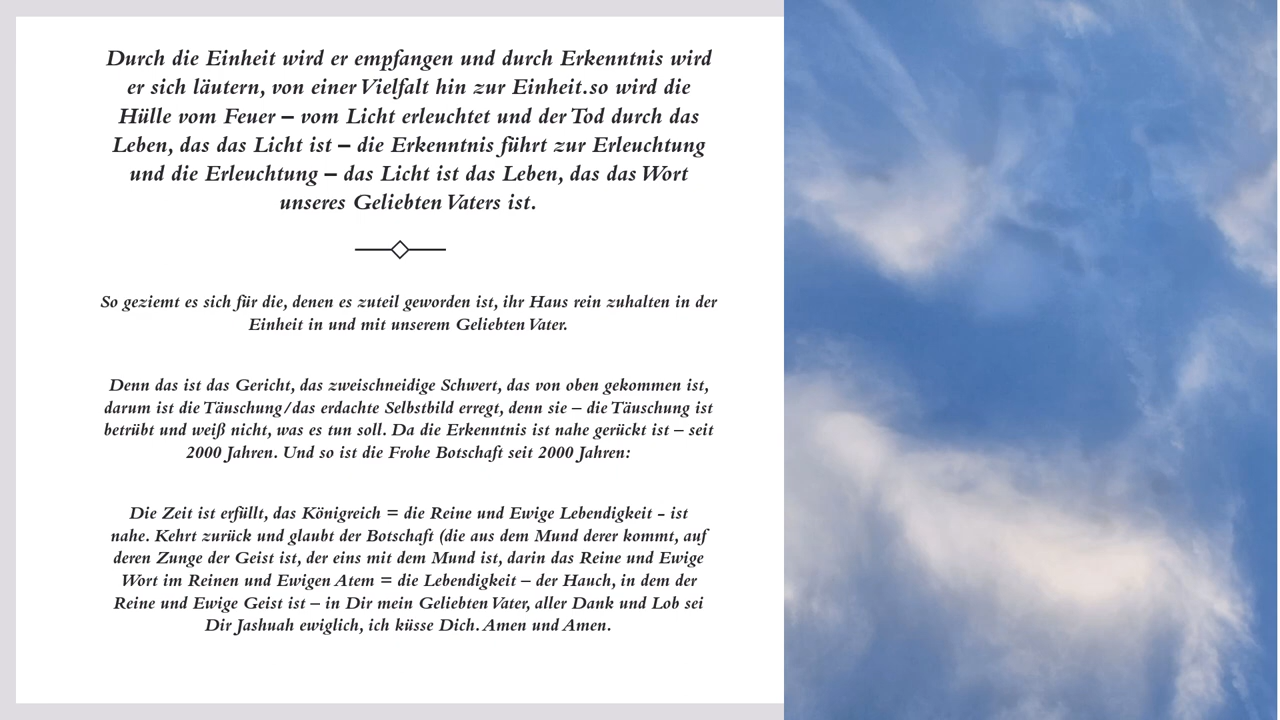 Durch die Einheit wird er empfangen und durch Erkenntnis wird
er sich läutern, von einer Vielfalt hin zur Einheit.so wird die
Hülle vom Feuer – vom Licht erleuchtet und der Tod durch das
Leben, das das Licht ist – die Erkenntnis führt zur Erleuchtung
und die Erleuchtung – das Licht ist das Leben, das das Wort
unseres Geliebten Vaters ist.
So geziemt es sich für die, denen es zuteil geworden ist, ihr Haus rein zuhalten in der
Einheit in und mit unserem Geliebten Vater.
Denn das ist das Gericht, das zweischneidige Schwert, das von oben gekommen ist,
darum ist die Täuschung/das erdachte Selbstbild erregt, denn sie – die Täuschung ist
betrübt und weiß nicht, was es tun soll. Da die Erkenntnis ist nahe gerückt ist – seit
2000 Jahren. Und so ist die Frohe Botschaft seit 2000 Jahren:
Die Zeit ist erfüllt, das Königreich = die Reine und Ewige Lebendigkeit - ist
nahe. Kehrt zurück und glaubt der Botschaft (die aus dem Mund derer kommt, auf
deren Zunge der Geist ist, der eins mit dem Mund ist, darin das Reine und Ewige
Wort im Reinen und Ewigen Atem = die Lebendigkeit – der Hauch, in dem der
Reine und Ewige Geist ist – in Dir mein Geliebten Vater, aller Dank und Lob sei
Dir Jashuah ewiglich, ich küsse Dich. Amen und Amen.